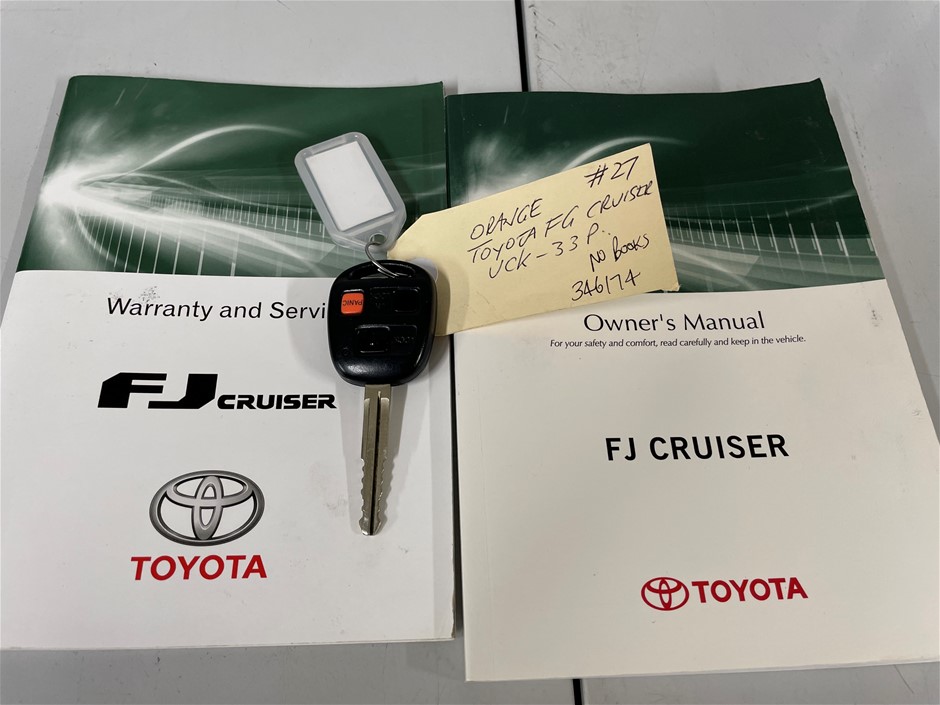 Warranty and Servi
FJ CRUISER
TOYOTA
PANIC
#27
ORANGE
TOYOTA FG CRUISER
UCK-33P.
NO BOOKS
346174
Owner's Manual
For your safety and comfort, read carefully and keep in the vehicle.
FJ CRUISER
TOYOTA